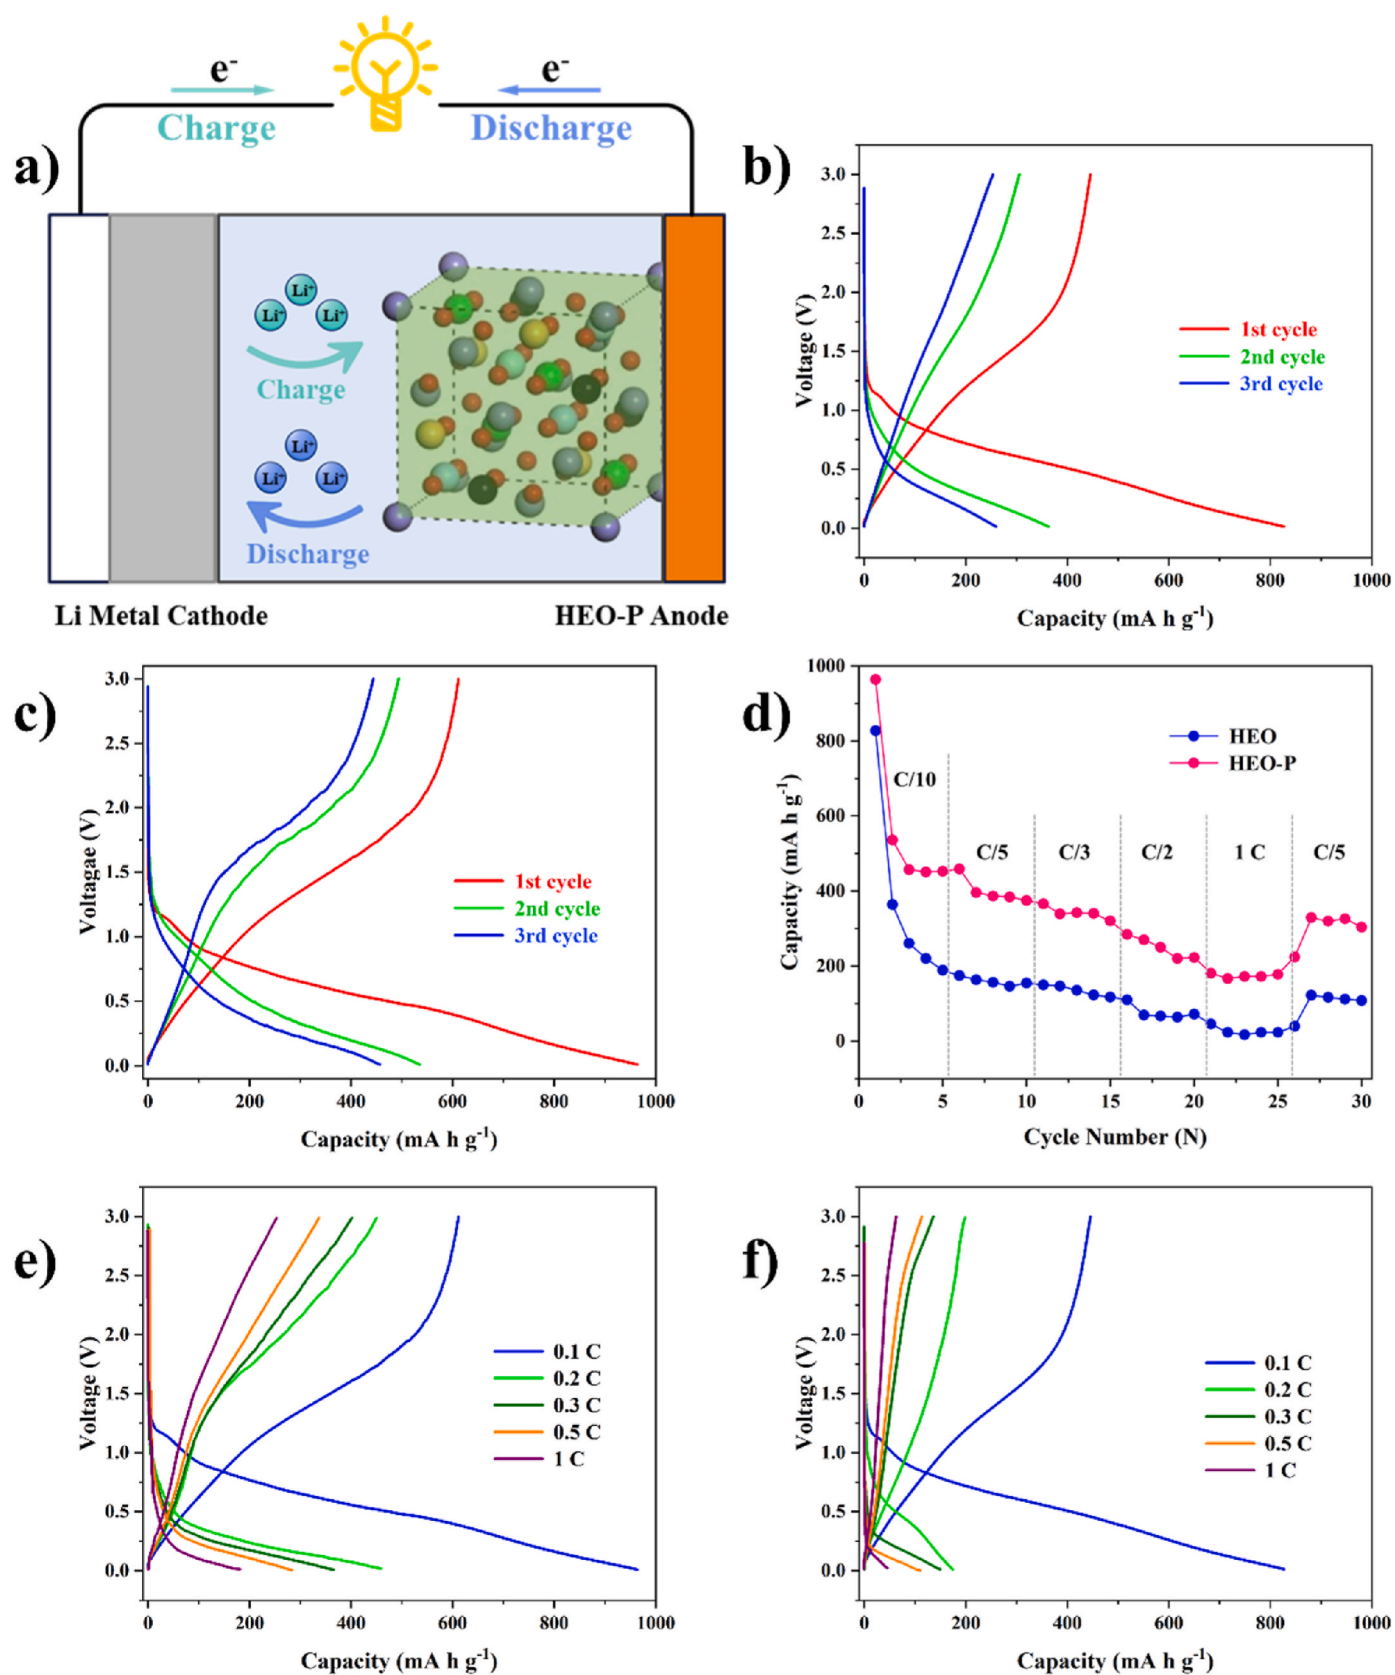 a)
e-
Charge
e-
Discharge
Li+
Li+
Li+
Charge
Li+
Li+
Li+
Discharge
Li Metal Cathode
HEO-P Anode
b)
Voltage (V)
3.0
2.5
2.0
1.5
1.0
0.5
0.0
1st cycle
2nd cycle
3rd cycle
0 200 400 600 800 1000
Capacity (mA h g-1)
c)
Voltagae (V)
3.0
2.5
2.0
1.5
1.0
0.5
0.0
1st cycle
2nd cycle
3rd cycle
0 200 400 600 800 1000
Capacity (mA h g-1)
d)
Capacity (mA h g-1)
1000
800
600
400
200
0
HEO
HEO-P
C/10
C/5
C/3
C/2
1 C
C/5
0 5 10 15 20 25 30
Cycle Number (N)
e)
Voltage (V)
3.0
2.5
2.0
1.5
1.0
0.5
0.0
0.1 C
0.2 C
0.3 C
0.5 C
1 C
0 200 400 600 800 1000
Capacity (mA h g-1)
f)
Voltage (V)
3.0
2.5
2.0
1.5
1.0
0.5
0.0
0.1 C
0.2 C
0.3 C
0.5 C
1 C
0 200 400 600 800 1000
Capacity (mA h g-1)